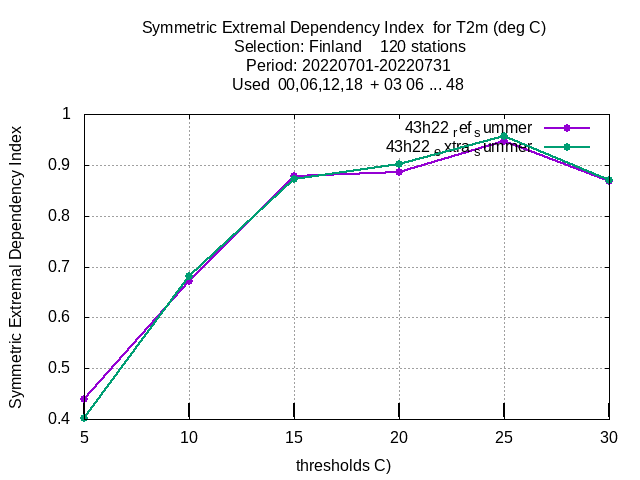 Symmetric Extremal Dependency Index  for T2m (deg C)
Selection: Finland    120 stations
Period: 20220701-20220731
Used  00,06,12,18  + 03 06 ... 48
43h22_ref_summer
43h22_extra_summer
Symmetric Extremal Dependency Index
1
0.9
0.8
0.7
0.6
0.5
0.4
5 10 15 20 25 30
thresholds C)